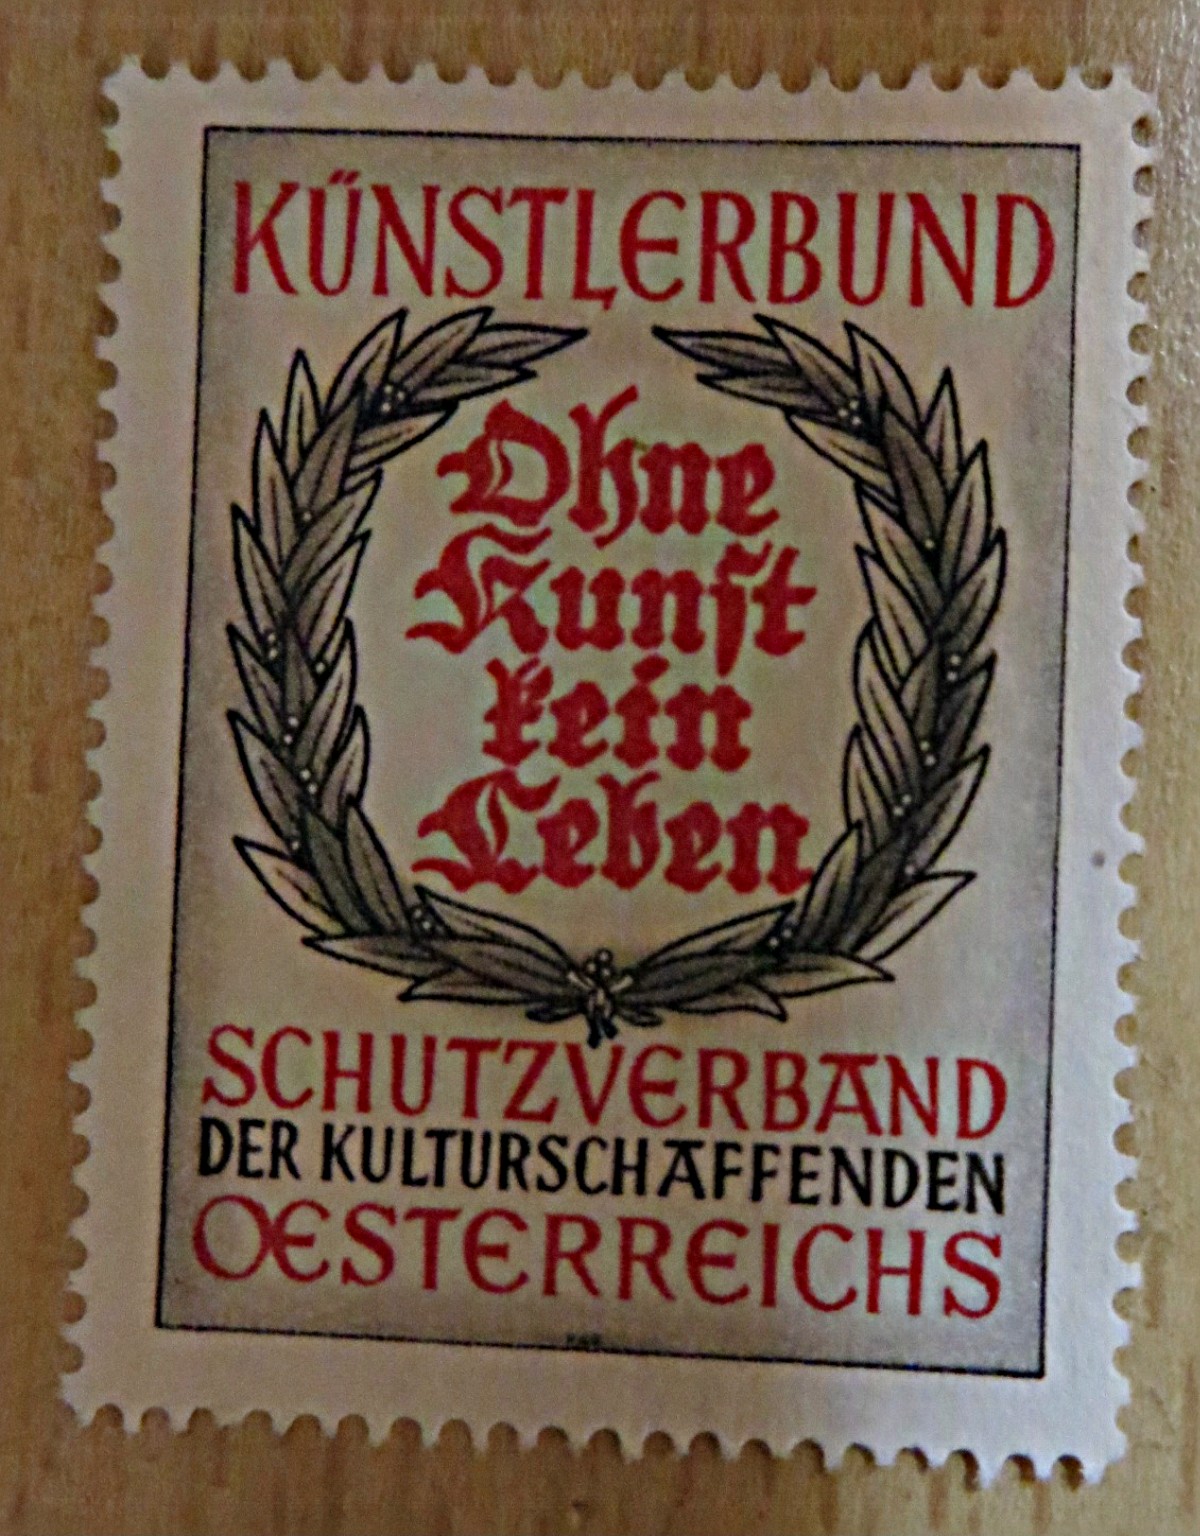 KÜNSTLERBUND
Ohne
Kunst
kein
Leben
SCHUTZVERBAND
DER KULTURSCHAFFENDEN
OESTERREICHS